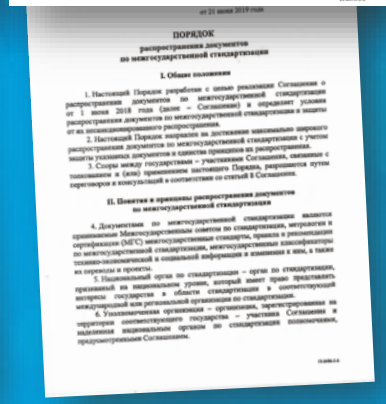 от 21 июня 2019 года
ПОРЯДОК
распространения документов
по межгосударственной стандартизации
I. Общие положения
1. Настоящий Порядок разработан с целью реализации Соглашения о
распространении документов по межгосударственной стандартизации
от 1 июня 2018 года (далее – Соглашение) и определяет условия
распространения документов по межгосударственной стандартизации и защиты
от их несанкционированного распространения.
2. Настоящий Порядок направлен на достижение максимально широкого
распространения документов по межгосударственной стандартизации с учетом
защиты указанных документов и единства принципов их распространения.
3. Споры между государствами – участниками Соглашения, связанные с
толкованием и (или) применением настоящего Порядка, разрешаются путем
переговоров и консультаций в соответствии со статьей 8 Соглашения.
II. Понятия и принципы распространения документов
по межгосударственной стандартизации
4. Документами по межгосударственной стандартизации являются
принимаемые Межгосударственным советом по стандартизации, метрологии и
сертификации (МГС) межгосударственные стандарты, правила и рекомендации
по межгосударственной стандартизации, межгосударственные классификаторы
технико-экономической и социальной информации и изменения к ним, а также
их переводы и проекты.
5. Национальный орган по стандартизации – орган по стандартизации,
признанный на национальном уровне, который имеет право представлять
интересы государства в области стандартизации в соответствующей
международной или региональной организации по стандартизации.
6. Уполномоченная организация – организация, зарегистрированная на
территории соответствующего государства – участника Соглашения и
наделенная национальным органом по стандартизации полномочиями,
предусмотренными Соглашением.